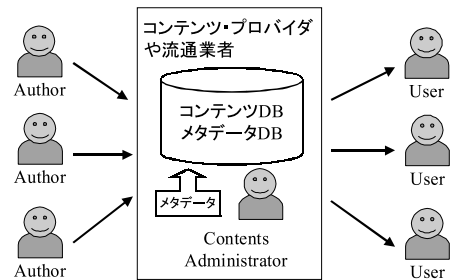 コンテンツ・プロバイダ
や流通業者
Author
Author
Author
コンテンツDB
メタデータDB
メタデータ
Contents
Administrator
User
User
User